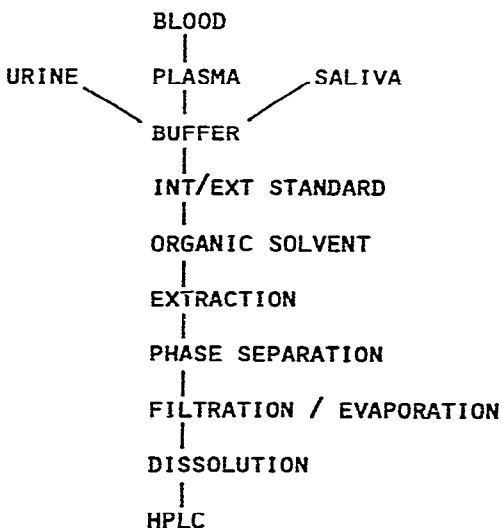 BLOOD
URINE PLASMA SALIVA
BUFFER
INT/EXT STANDARD
ORGANIC SOLVENT
EXTRACTION
PHASE SEPARATION
FILTRATION / EVAPORATION
DISSOLUTION
HPLC